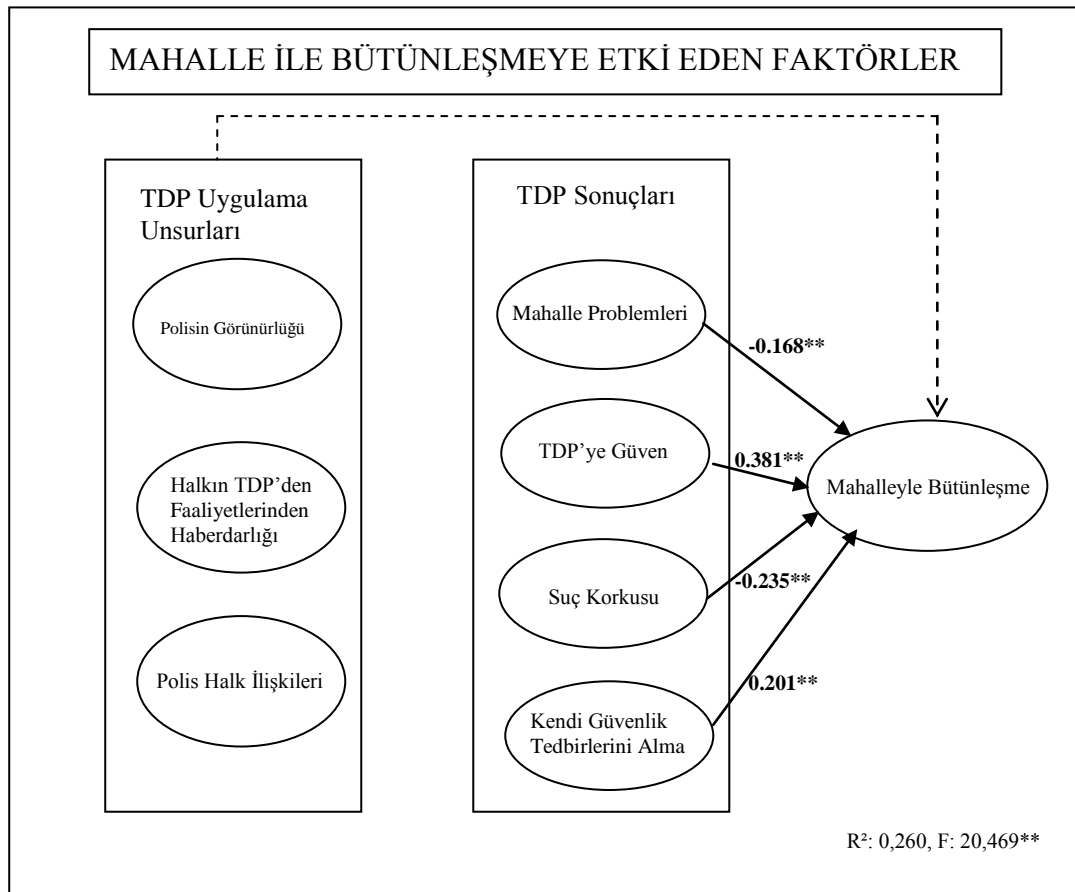 MAHALLE İLE BÜTÜNLEŞMEYE ETKİ EDEN FAKTÖRLER
TDP Uygulama
Unsurları
Polisin Görünürlüğü
Halkın TDP’den
Faaliyetlerinden
Haberdarlığı
Polis Halk İlişkileri
TDP Sonuçları
Mahalle Problemleri
TDP’ye Güven
Suç Korkusu
Kendi Güvenlik
Tedbirlerini Alma
-0.168**
0.381**
-0.235**
0.201**
Mahalleyle Bütünleşme
R²: 0,260, F: 20,469**